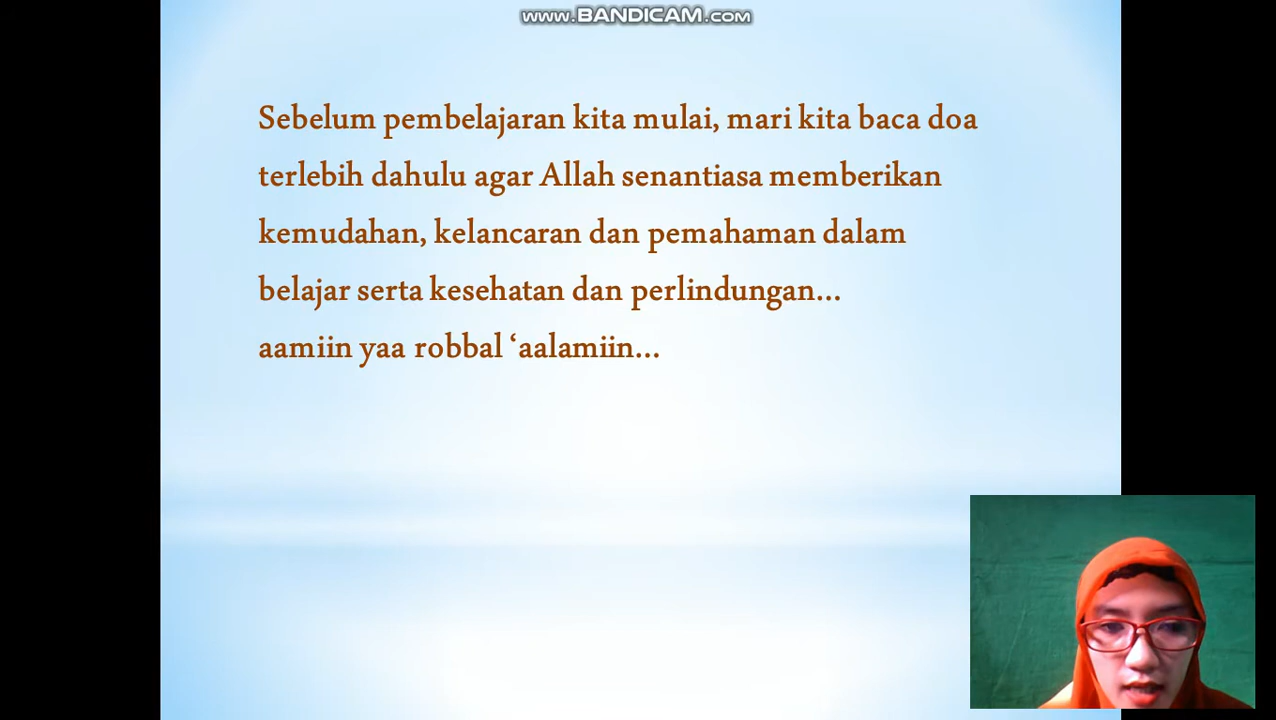 www.BANDICAM.com
Sebelum pembelajaran kita mulai, mari kita baca doa
terlebih dahulu agar Allah senantiasa memberikan
kemudahan, kelancaran dan pemahaman dalam
belajar serta kesehatan dan perlindungan...
aamiin yaa robbal ‘aalamiin...